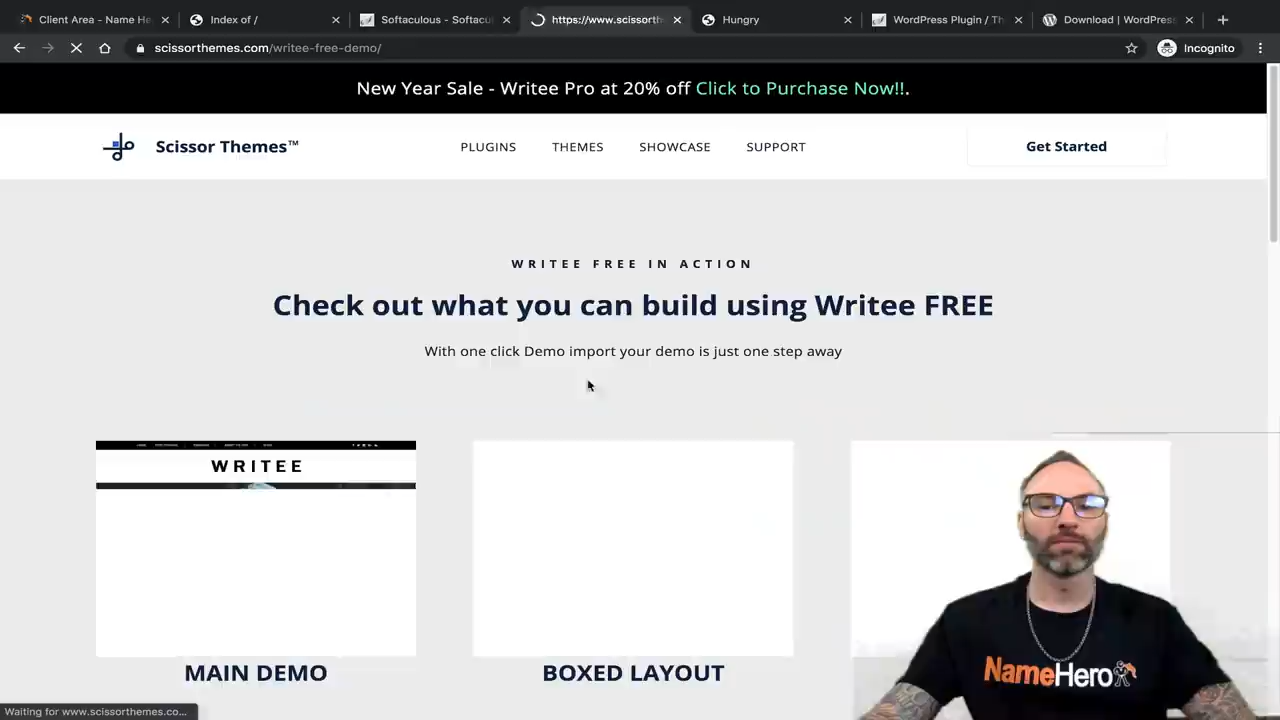 Client Area - Name He
Index of /
Softaculous - Softacul
https://www.scissorth
Hungry
WordPress Plugin / Th
Download | WordPress
scissorthemes.com/writee-free-demo/
Incognito
New Year Sale - Writee Pro at 20% off Click to Purchase Now!!.
Scissor Themes™
PLUGINS
THEMES
SHOWCASE
SUPPORT
Get Started
WRITEE FREE IN ACTION
Check out what you can build using Writee FREE
With one click Demo import your demo is just one step away
WRITEE
MAIN DEMO
BOXED LAYOUT
NameHero
Waiting for www.scissorthemes.co...